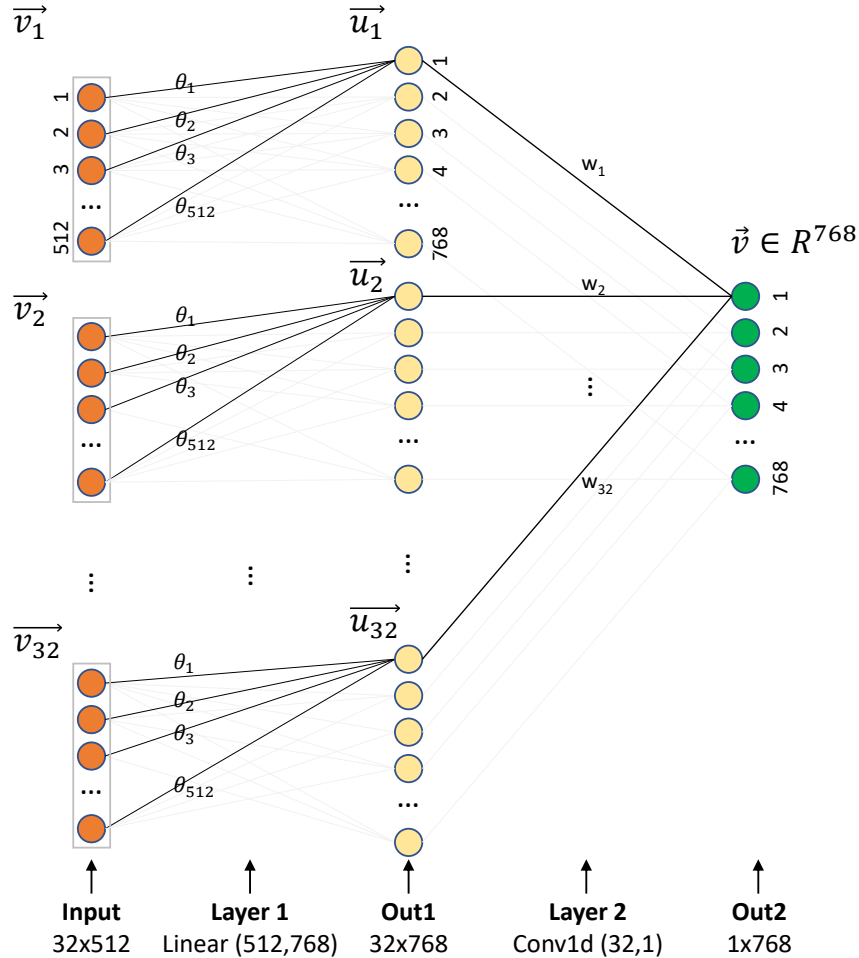 v₁ u₁
1 2 3 ... 512
θ₁
θ₂
θ₃
θ₅₁₂
1 2 3 4 ... 768
w₁
v⃗ ∈ R⁷⁶⁸
v₂ u₂
θ₁
θ₂
θ₃
...
θ₅₁₂
...
w₂
...
w₃₂
1 2 3 4 ... 768
... ... ...
v₃₂ u₃₂
θ₁
θ₂
θ₃
...
θ₅₁₂
...
Input Layer 1 Out1 Layer 2 Out2
32x512 Linear (512,768) 32x768 Conv1d (32,1) 1x768